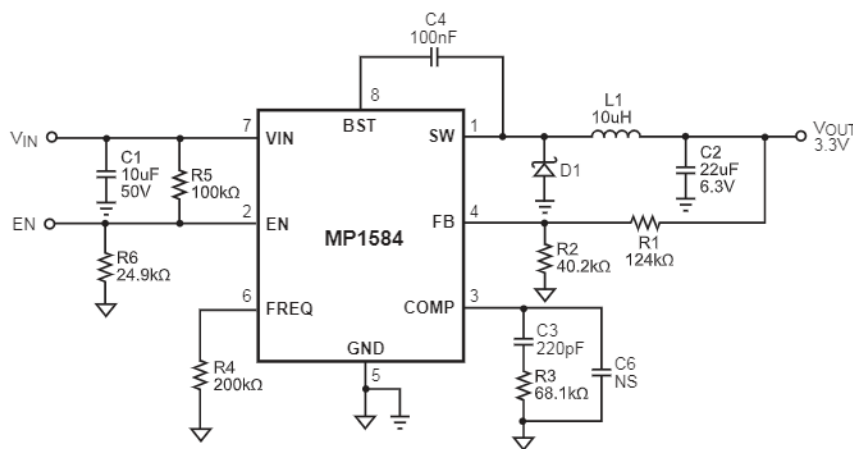 C4
100nF
8
BST
L1
10uH
VIN
7
VIN
SW
1
VOUT
3.3V
C1
10uF
50V
R5
100kΩ
D1
C2
22uF
6.3V
EN
2
EN
MP1584
FB
4
R1
124kΩ
R2
40.2kΩ
R6
24.9kΩ
6
FREQ
COMP
3
C3
220pF
R4
200kΩ
GND
5
R3
68.1kΩ
C6
NS